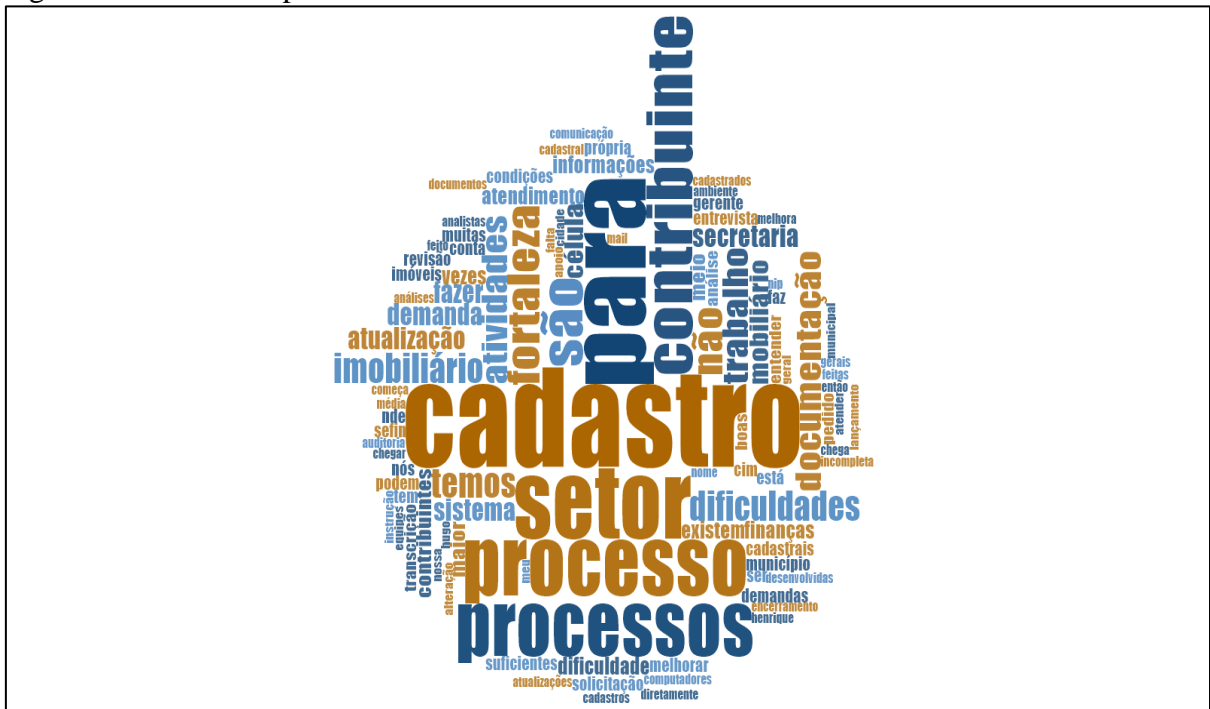 contribuinte
comunicação
cadastral própria
informações
documentos
condições
atendimento
para
cadastrados
ambiente
gerente
entrevista melhora
secretaria
analistas
muitas
feito conta
revisão
imóveis vezes
análises fazer
demanda
atualização
imobiliário
atividades
fortaleza
são
falta
apoio
cidade
célula
mail
não
meio
análise
trabalho
mobiliário
nip
faz
entender
geral
documentação
municipal
gerais
feitas
então
pedido
atender
lançamento
chega
incompleta
cadastro
boas
começa
média
nde
sefin
auditoria
chegar
nós
podem
tem
temos
sistema
setor
nome
cim
está
dificuldades
existem finanças
instrução
equipes
transcrição
contribuintes
nossa
hugo
alteração
maior
meu
processo
cadastrais
município
ser desenvolvidas
demandas
encerramento
henrique
processos
suficientes dificuldade melhorar
atualizações solicitação computadores
cadastros diretamente